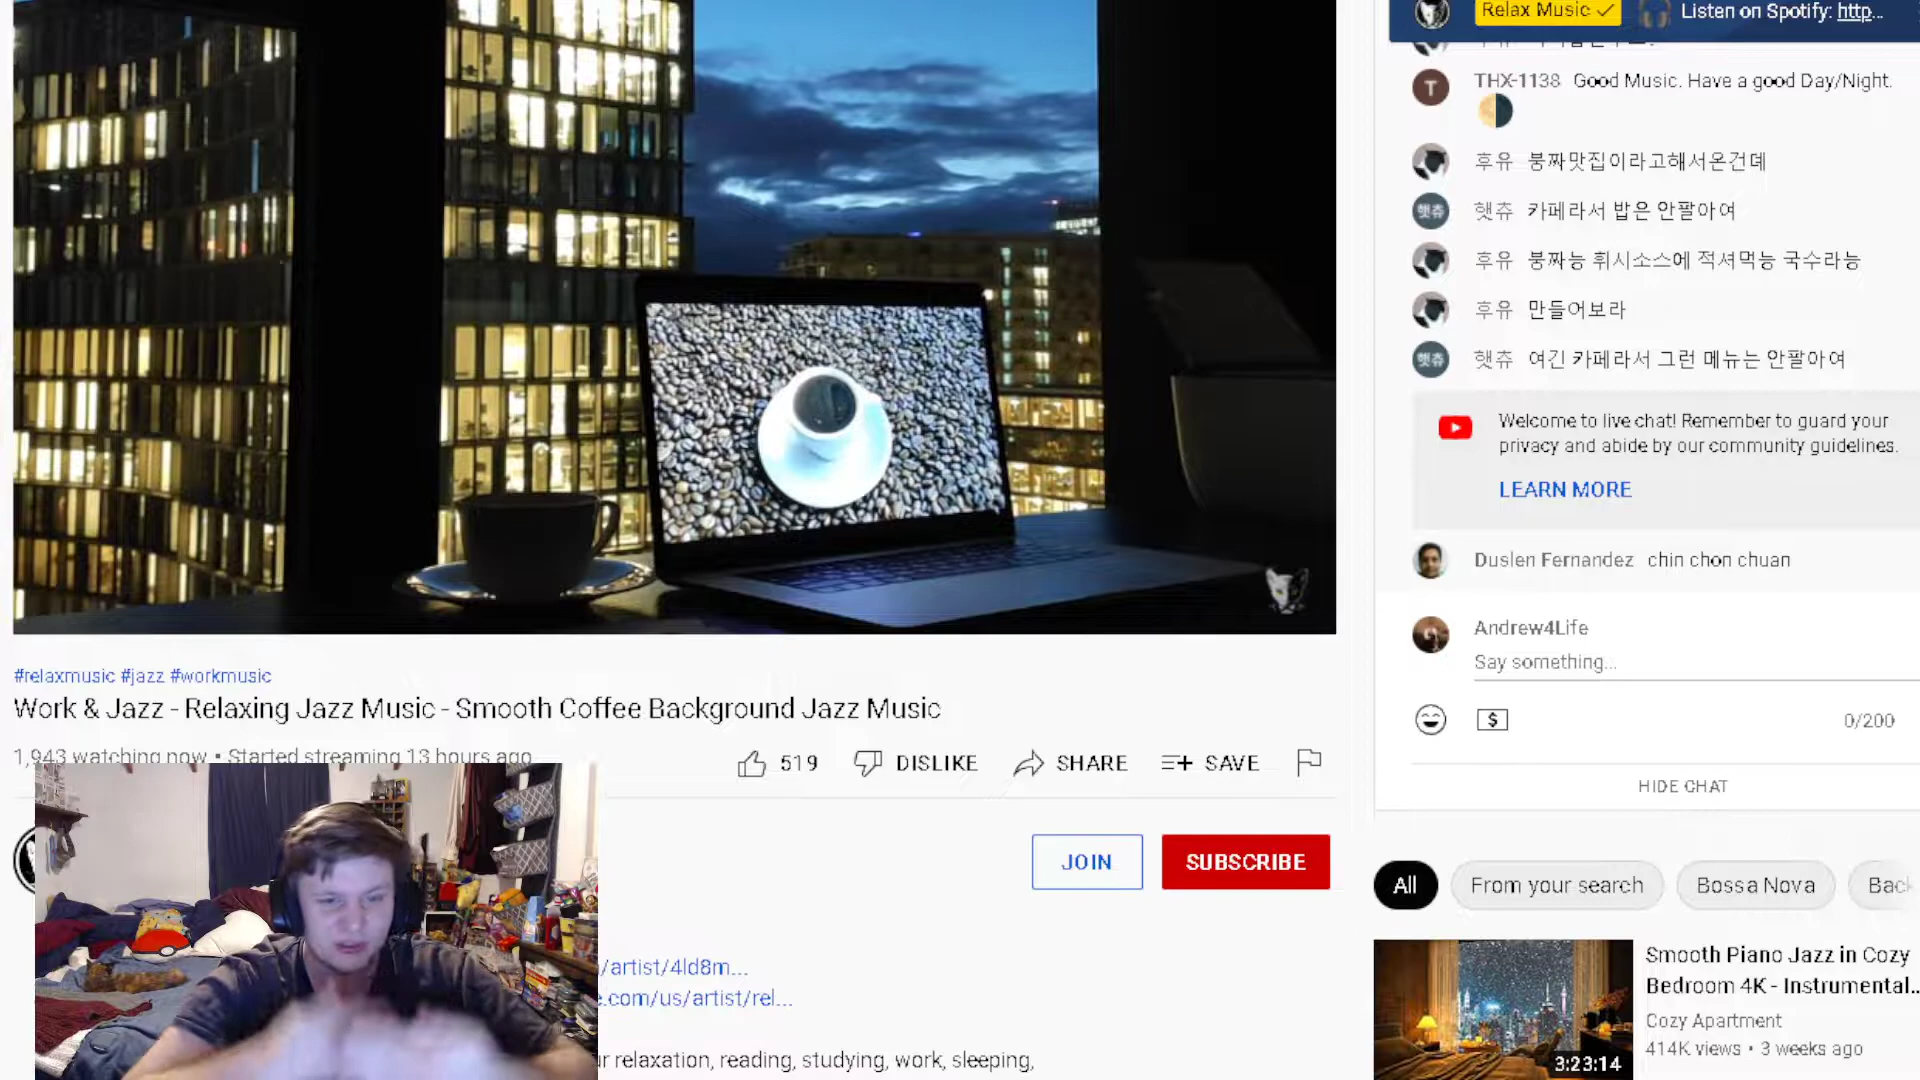 #relaxmusic #jazz #workmusic
Work & Jazz - Relaxing Jazz Music - Smooth Coffee Background Jazz Music
1,943 watching now • Started streaming 13 hours ago
519
DISLIKE
SHARE
SAVE
JOIN
SUBSCRIBE
/artist/4ld8m...
.com/us/artist/rel...
relaxation, reading, studying, work, sleeping,
Relax Music
Listen on Spotify: http...
T
THX-1138 Good Music. Have a good Day/Night.
후유 붕짜맛집이라고해서온건뎨
햇츄
햇츄 카페라서 밥은 안팔아여
후유 붕짜능 휘시소스에 적셔먹능 국수라능
후유 만들어보라
햇츄
햇츄 여긴 카페라서 그런 메뉴는 안팔아여
Welcome to live chat! Remember to guard your
privacy and abide by our community guidelines.
LEARN MORE
Duslen Fernandez chin chon chuan
Andrew4Life
Say something...
$
0/200
HIDE CHAT
All
From your search
Bossa Nova
Back
Smooth Piano Jazz in Cozy
Bedroom 4K - Instrumental...
Cozy Apartment
414K views • 3 weeks ago
3:23:14